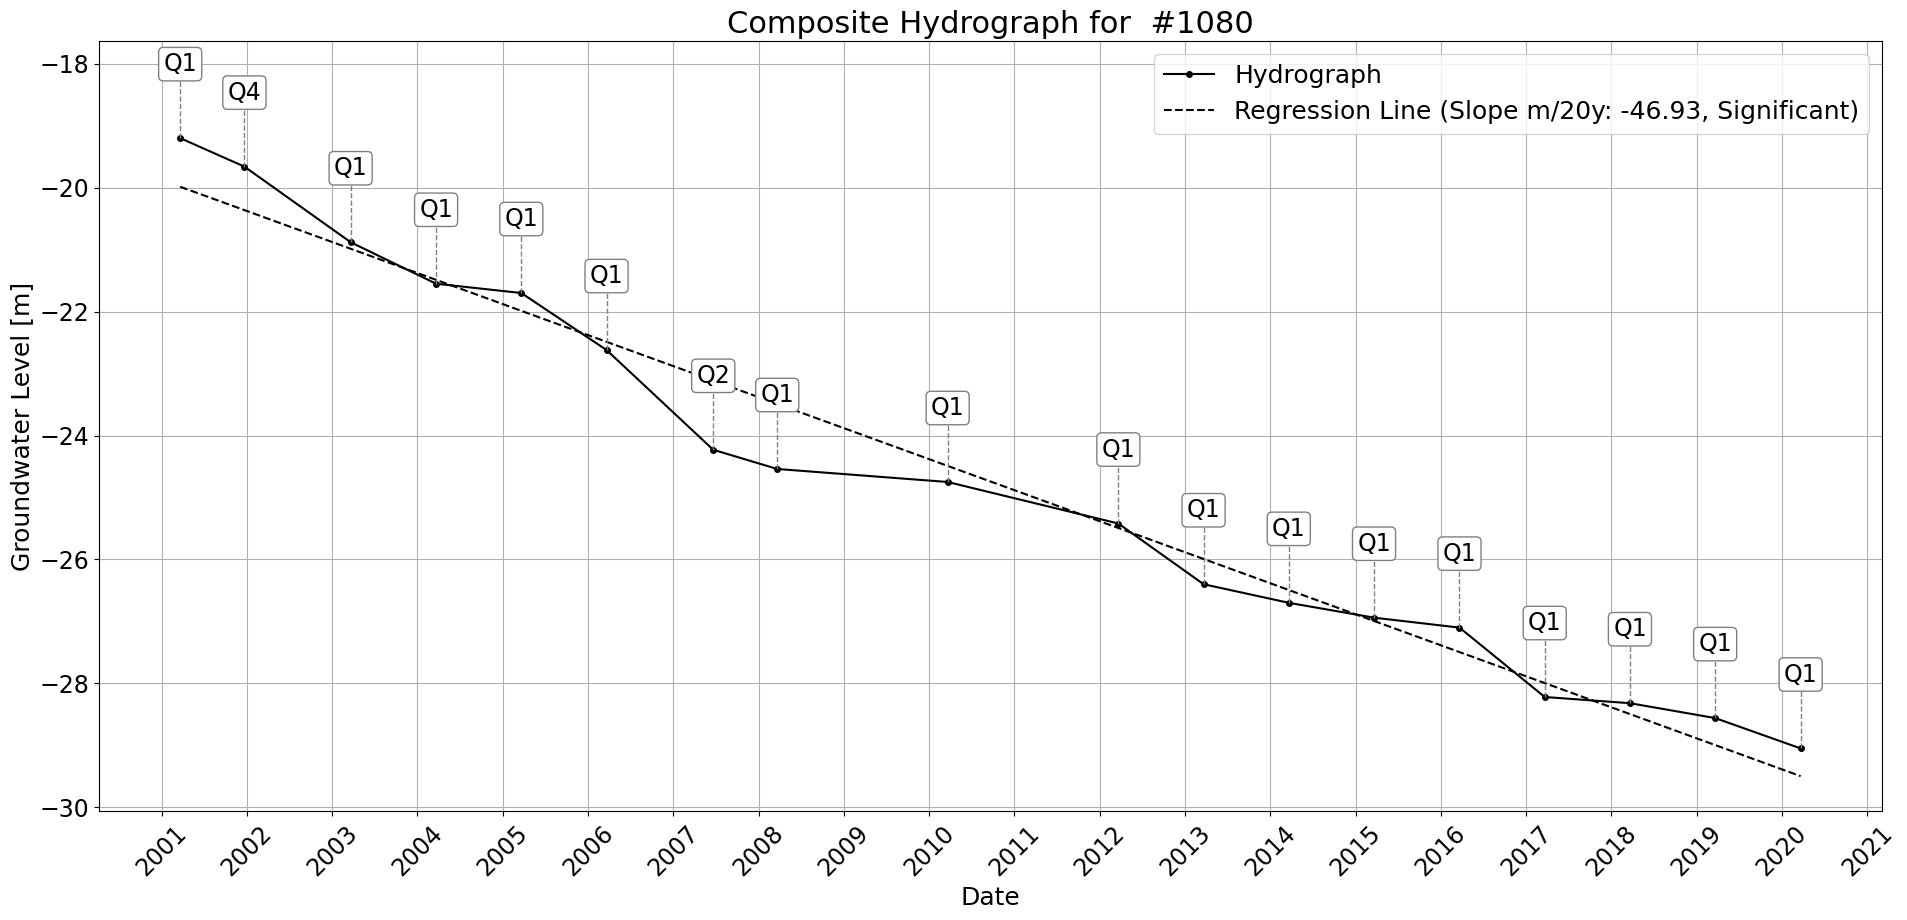 Composite Hydrograph for  #1080
Hydrograph
Regression Line (Slope m/20y: -46.93, Significant)
Groundwater Level [m]
−18
−20
−22
−24
−26
−28
−30
Q1
Q4
Q1
Q1
Q1
Q1
Q2
Q1
Q1
Q1
Q1
Q1
Q1
Q1
Q1
Q1
Q1
Q1
2001
2002
2003
2004
2005
2006
2007
2008
2009
2010
2011
2012
2013
2014
2015
2016
2017
2018
2019
2020
2021
Date